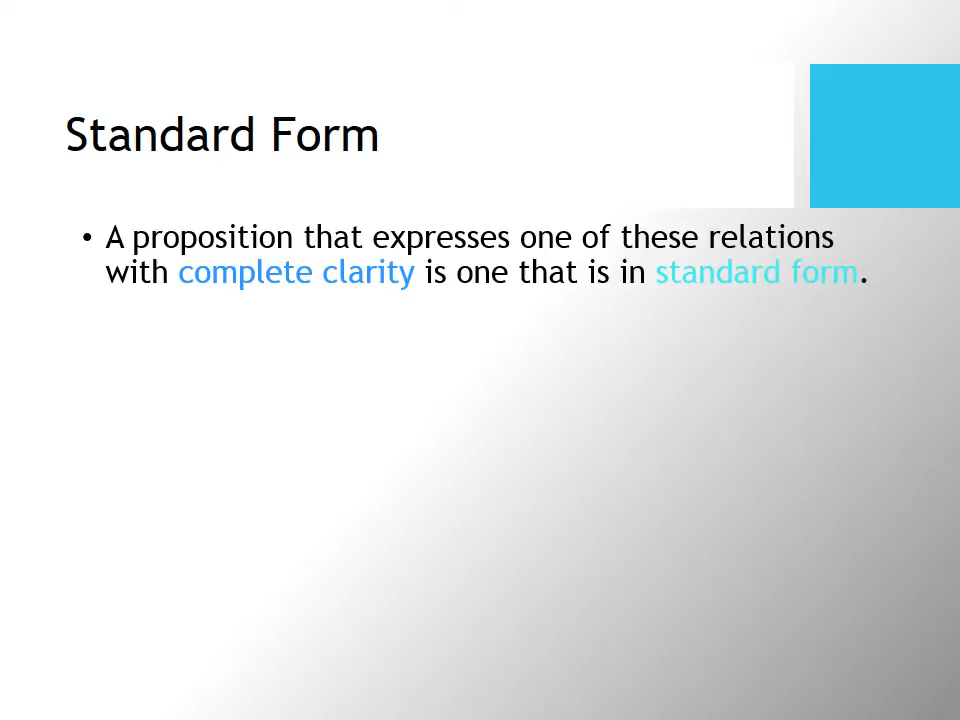 Standard Form
• A proposition that expresses one of these relations
with complete clarity is one that is in standard form.